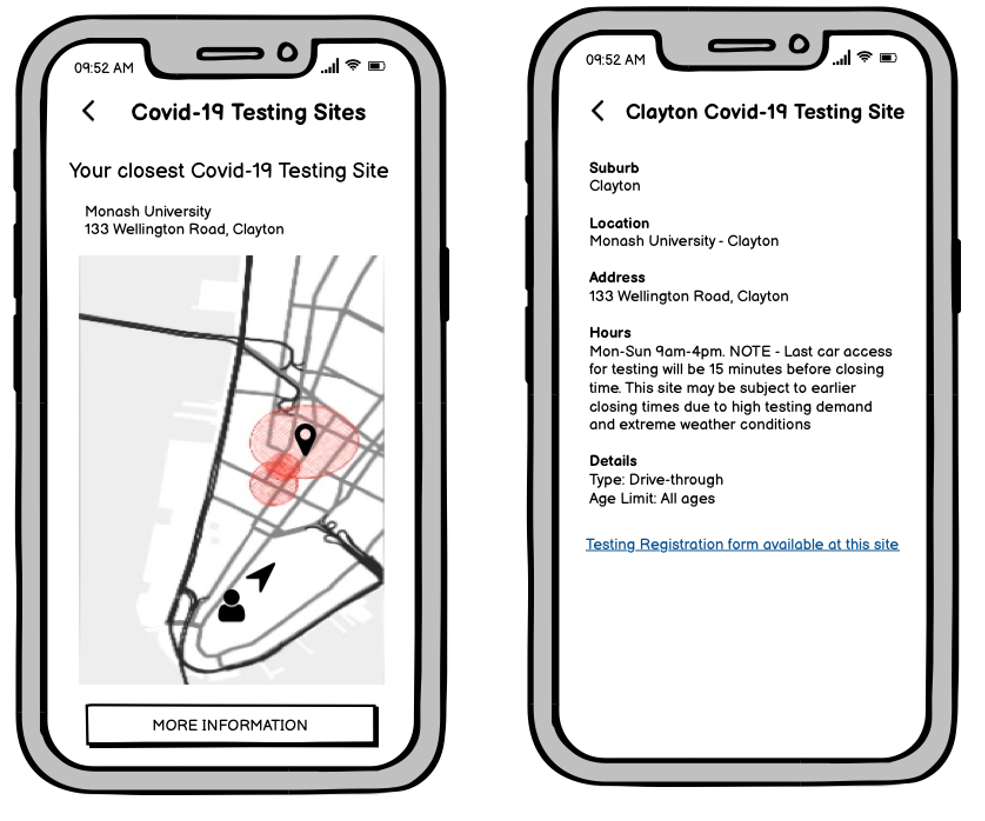 09:52 AM
Covid-19 Testing Sites
Your closest Covid-19 Testing Site
Monash University
133 Wellington Road, Clayton
MORE INFORMATION
09:52 AM
Clayton Covid-19 Testing Site
Suburb
Clayton
Location
Monash University - Clayton
Address
133 Wellington Road, Clayton
Hours
Mon-Sun 9am-4pm. NOTE - Last car access
for testing will be 15 minutes before closing
time. This site may be subject to earlier
closing times due to high testing demand
and extreme weather conditions
Details
Type: Drive-through
Age Limit: All ages
Testing Registration form available at this site